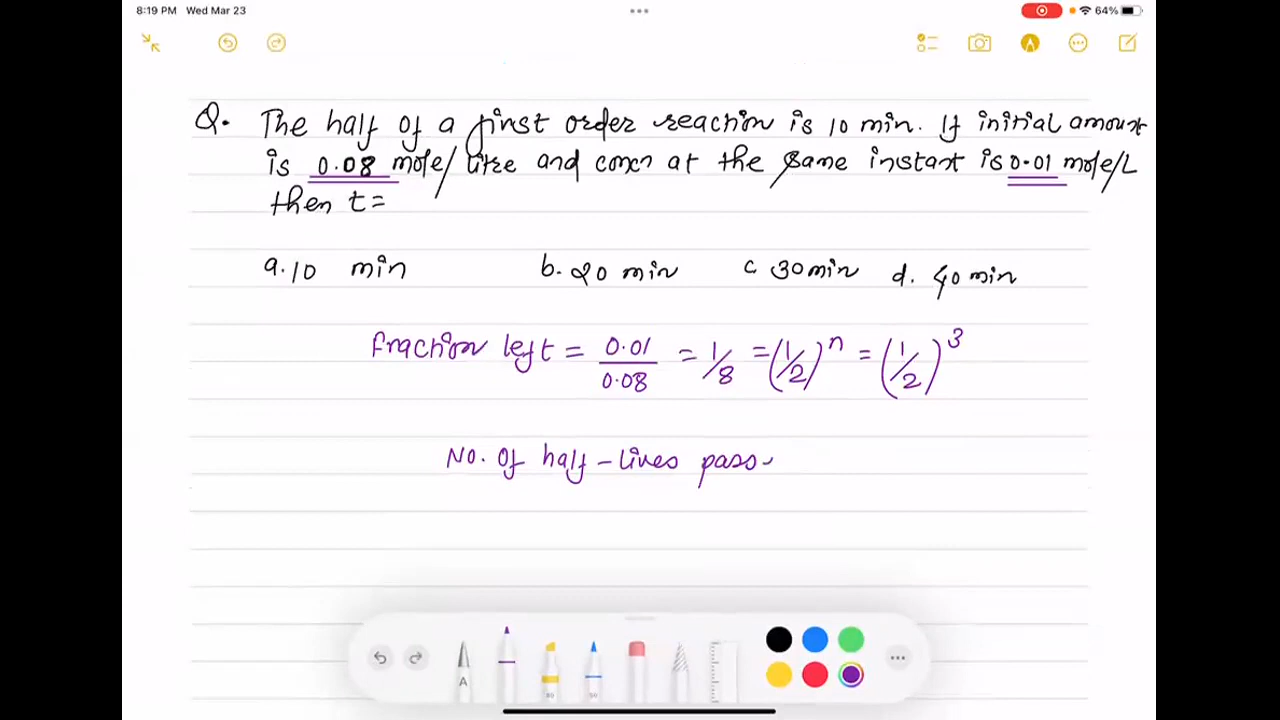 8:19 PM Wed Mar 23
64%
Q. The half of a first order reaction is 10 min. If initial amount
is 0.08 mole/litre and concn at the same instant is 0.01 mole/L
then t=
a. 10 min b. 20 min c 30 min d. 40 min
Fraction left = 0.01/0.08 = 1/8 = (1/2)^n = (1/2)^3
No. of half-lives pass
A
80
50